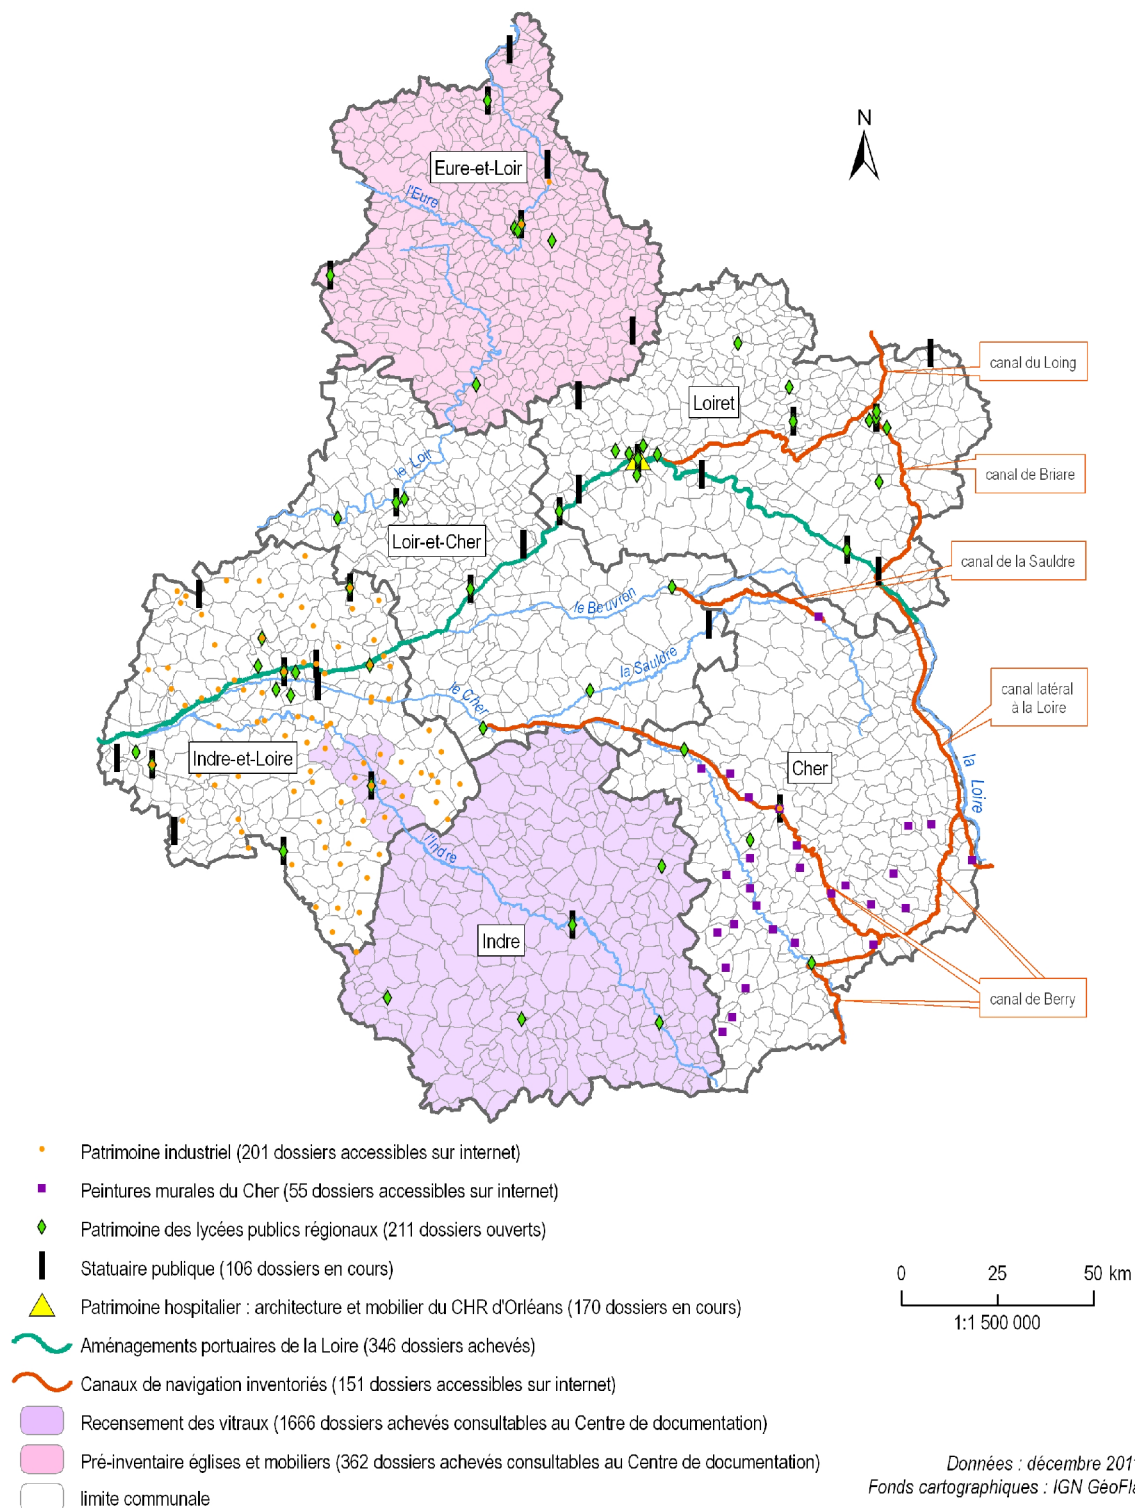 N
Eure-et-Loir
l'Eure
canal du Loing
Loiret
canal de Briare
le Loir
Loir-et-Cher
canal de la Sauldre
le Beuvron
la Sauldre
le Cher
canal latéral
à la Loire
Indre-et-Loire
Cher
la Loire
l'Indre
Indre
canal de Berry
Patrimoine industriel (201 dossiers accessibles sur internet)
Peintures murales du Cher (55 dossiers accessibles sur internet)
Patrimoine des lycées publics régionaux (211 dossiers ouverts)
Statuaire publique (106 dossiers en cours)
0 25 50 km
Patrimoine hospitalier : architecture et mobilier du CHR d'Orléans (170 dossiers en cours)
1:1 500 000
Aménagements portuaires de la Loire (346 dossiers achevés)
Canaux de navigation inventoriés (151 dossiers accessibles sur internet)
Recensement des vitraux (1666 dossiers achevés consultables au Centre de documentation)
Pré-inventaire églises et mobiliers (362 dossiers achevés consultables au Centre de documentation)
Données : décembre 201
Fonds cartographiques : IGN GéoFla
limite communale